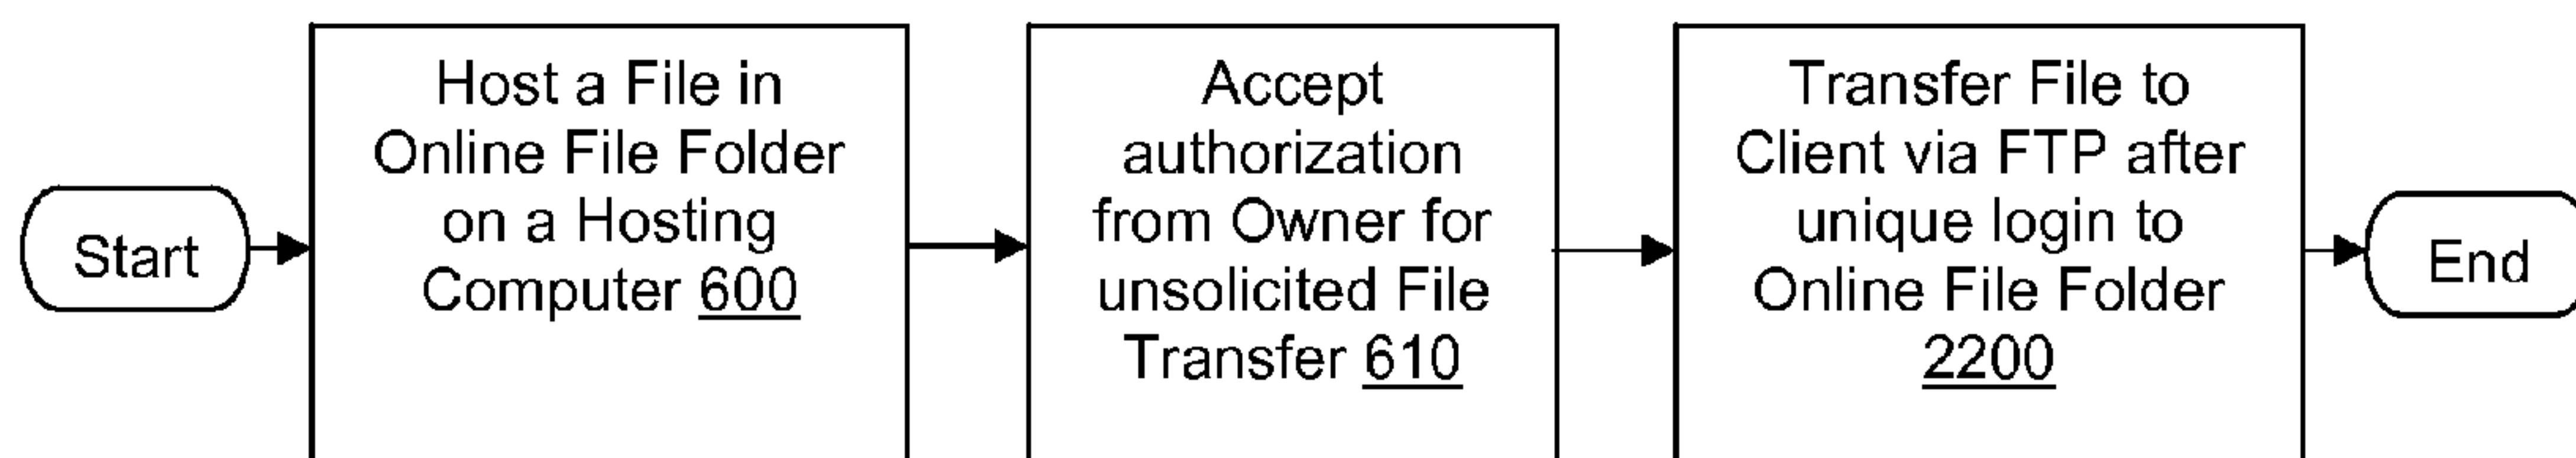 Start
Host a File in
Online File Folder
on a Hosting
Computer 600
Accept
authorization
from Owner for
unsolicited File
Transfer 610
Transfer File to
Client via FTP after
unique login to
Online File Folder
2200
End